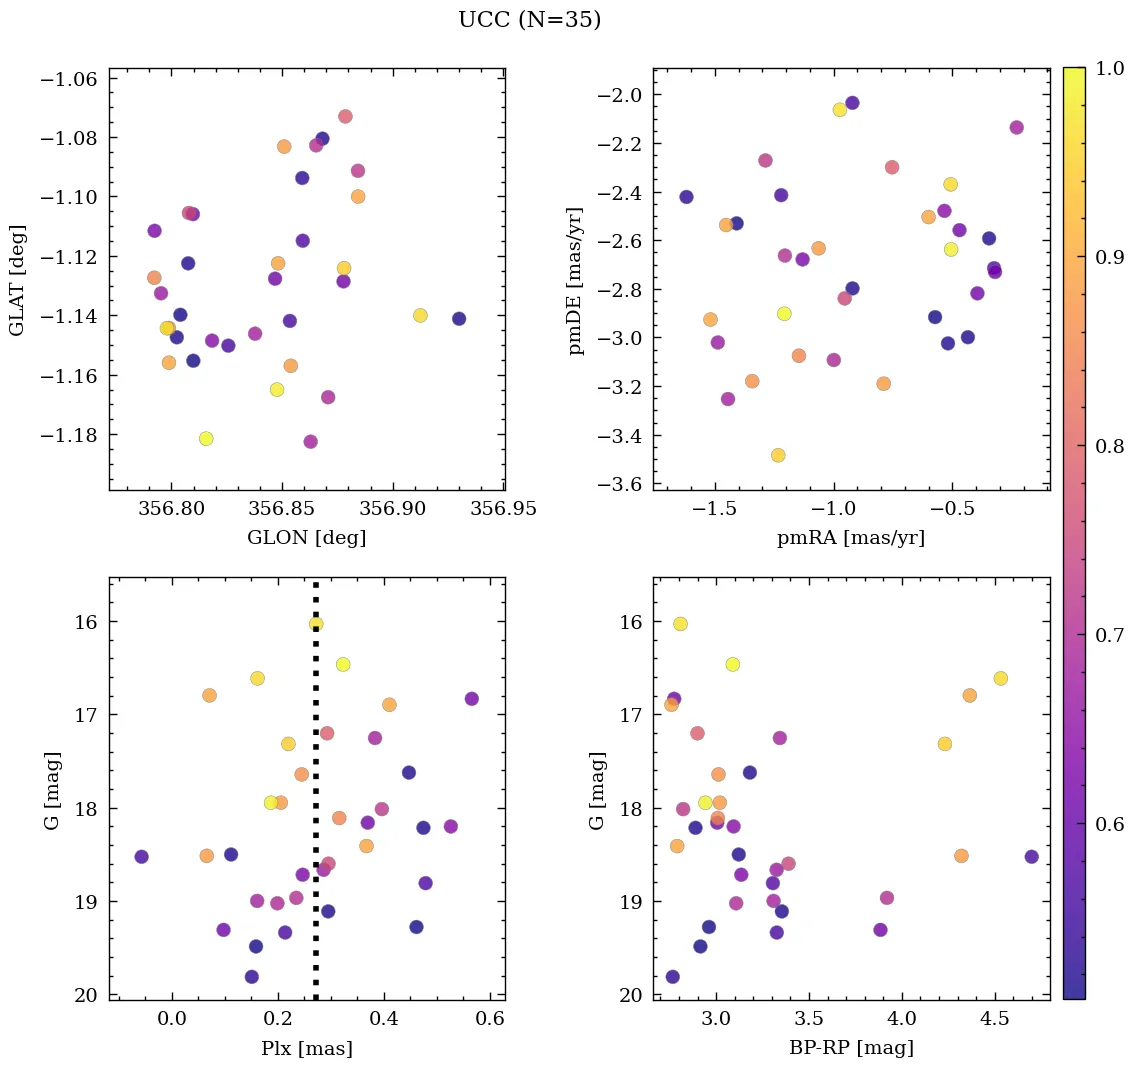 UCC (N=35)
−1.06
−1.08
−1.10
−1.12
−1.14
−1.16
−1.18
GLAT [deg]
356.80 356.85 356.90 356.95
GLON [deg]
−2.0
−2.2
−2.4
−2.6
−2.8
−3.0
−3.2
−3.4
−3.6
pmDE [mas/yr]
−1.5 −1.0 −0.5
pmRA [mas/yr]
16
17
18
19
20
G [mag]
0.0 0.2 0.4 0.6
Plx [mas]
16
17
18
19
20
G [mag]
3.0 3.5 4.0 4.5
BP-RP [mag]
1.0
0.9
0.8
0.7
0.6